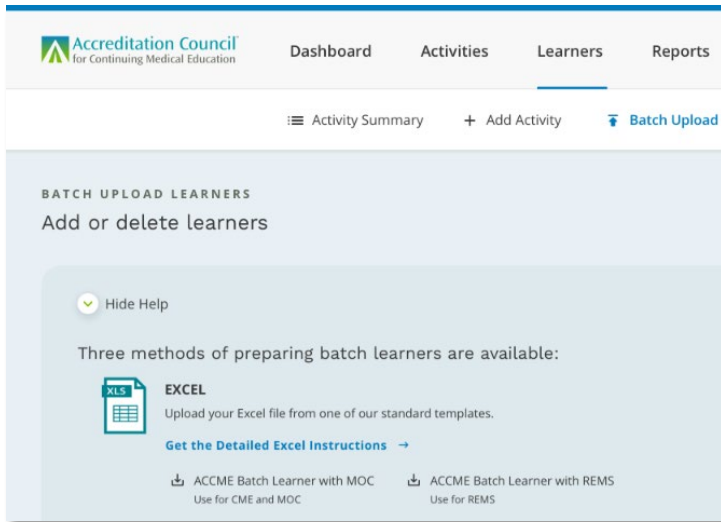 Accreditation Council
for Continuing Medical Education
Dashboard Activities Learners Reports
Activity Summary + Add Activity Batch Upload
BATCH UPLOAD LEARNERS
Add or delete learners
Hide Help
Three methods of preparing batch learners are available:
XLS
EXCEL
Upload your Excel file from one of our standard templates.
Get the Detailed Excel Instructions →
ACCME Batch Learner with MOC ACCME Batch Learner with REMS
Use for CME and MOC Use for REMS